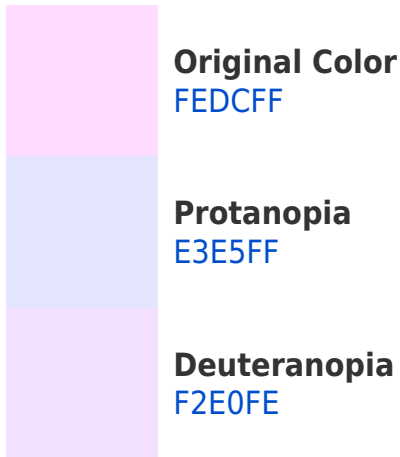 Original Color
FEDCFF
Protanopia
E3E5FF
Deuteranopia
F2E0FE